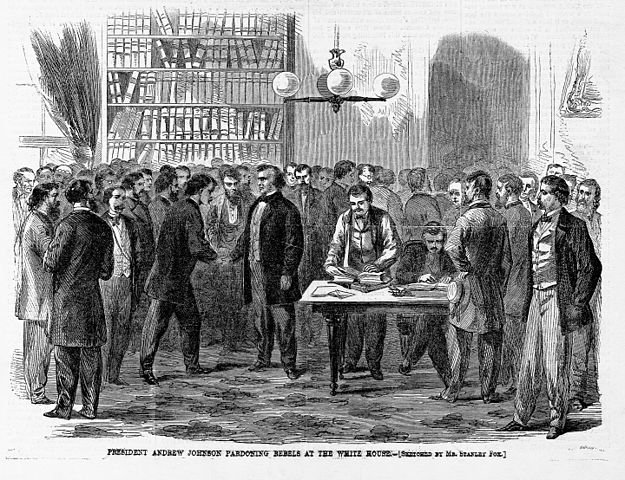 PRESIDENT ANDREW JOHNSON PARDONING REBELS AT THE WHITE HOUSE.—[SKETCHED BY MR. STANLEY FOX.]